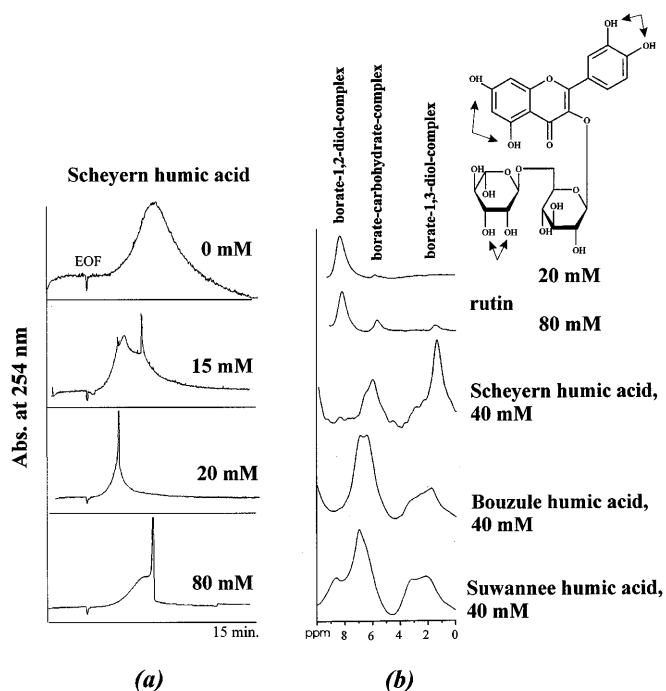 Scheyern humic acid
Abs. at 254 nm
0 mM
EOF
15 mM
20 mM
80 mM
15 min.
(a)
borate-1,2-diol-complex
borate-carbohydrate-complex
borate-1,3-diol-complex
OH
OH
OH
O
OH
O
O
OH
OH
OH
OH
O
O
O
OH
OH
OH
20 mM
rutin
80 mM
Scheyern humic acid,
40 mM
Bouzule humic acid,
40 mM
Suwannee humic acid,
40 mM
ppm 8 6 4 2 0
(b)